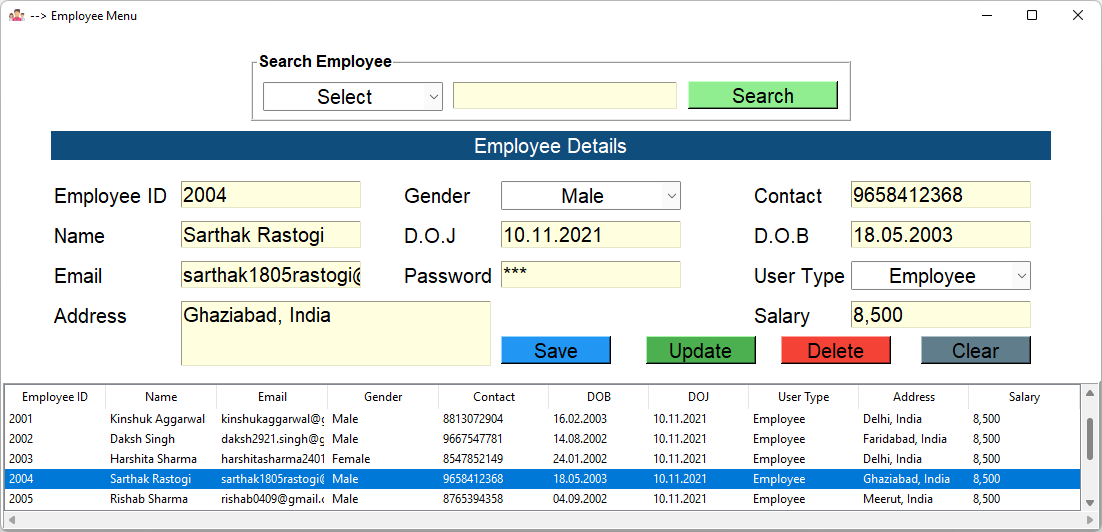 --> Employee Menu
Search Employee
Select Search
Employee Details
Employee ID 2004 Gender Male Contact 9658412368
Name Sarthak Rastogi D.O.J 10.11.2021 D.O.B 18.05.2003
Email sarthak1805rastogi@ Password *** User Type Employee
Address Ghaziabad, India Salary 8,500
Save Update Delete Clear
Employee ID Name Email Gender Contact DOB DOJ User Type Address Salary
2001 Kinshuk Aggarwal kinshukaggarwal@g Male 8813072904 16.02.2003 10.11.2021 Employee Delhi, India 8,500
2002 Daksh Singh daksh2921.singh@g Male 9667547781 14.08.2002 10.11.2021 Employee Faridabad, India 8,500
2003 Harshita Sharma harshitasharma2401 Female 8547852149 24.01.2002 10.11.2021 Employee Delhi, India 8,500
2004 Sarthak Rastogi sarthak1805rastogi@ Male 9658412368 18.05.2003 10.11.2021 Employee Ghaziabad, India 8,500
2005 Rishab Sharma rishab0409@gmail.c Male 8765394358 04.09.2002 10.11.2021 Employee Meerut, India 8,500